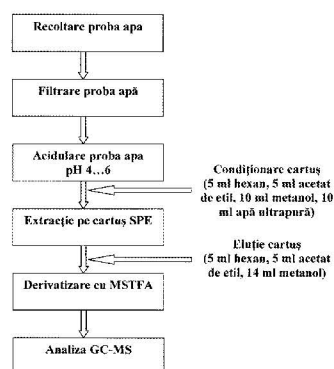 Recoltare proba apa
Filtrare proba apă
Acidulare proba apa
pH 4…6
Condiționare cartuș
(5 ml hexan, 5 ml acetat
de etil, 10 ml metanol, 10
ml apă ultrapură)
Extracție pe cartuș SPE
Eluție cartuș
(5 ml hexan, 5 ml acetat
de etil, 14 ml metanol)
Derivatizare cu MSTFA
Analiza GC-MS